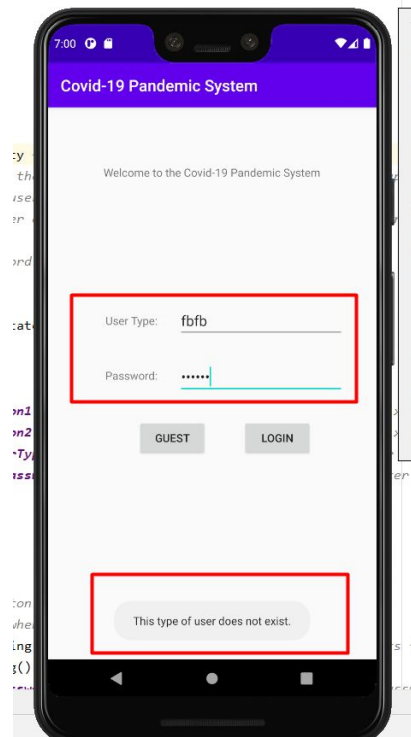 7:00
Covid-19 Pandemic System
Welcome to the Covid-19 Pandemic System
User Type: fbfb
Password: ••••••
GUEST LOGIN
This type of user does not exist.